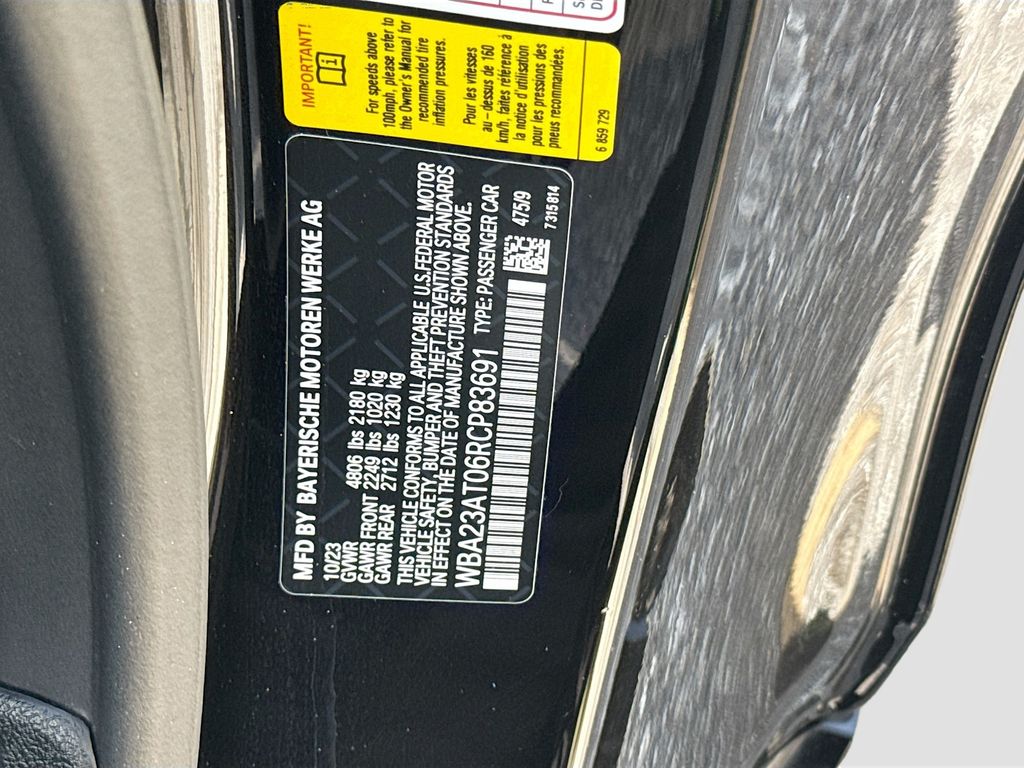 IMPORTANT!
For speeds above
100mph, please refer to
the Owner's Manual for
recommended tire
inflation pressures.
Pour les vitesses
au - dessus de 160
km/h, faites référence à
la notice d'utilisation
pour les pressions des
pneus recommandées.
6 859 729
MFD BY BAYERISCHE MOTOREN WERKE AG
10/23
GVWR 4806 lbs 2180 kg
GAWR FRONT 2249 lbs 1020 kg
GAWR REAR 2712 lbs 1230 kg
THIS VEHICLE CONFORMS TO ALL APPLICABLE U.S.FEDERAL MOTOR
VEHICLE SAFETY, BUMPER AND THEFT PREVENTION STANDARDS
IN EFFECT ON THE DATE OF MANUFACTURE SHOWN ABOVE.
WBA23AT06RCP83691 TYPE: PASSENGER CAR
475/9
7315 814